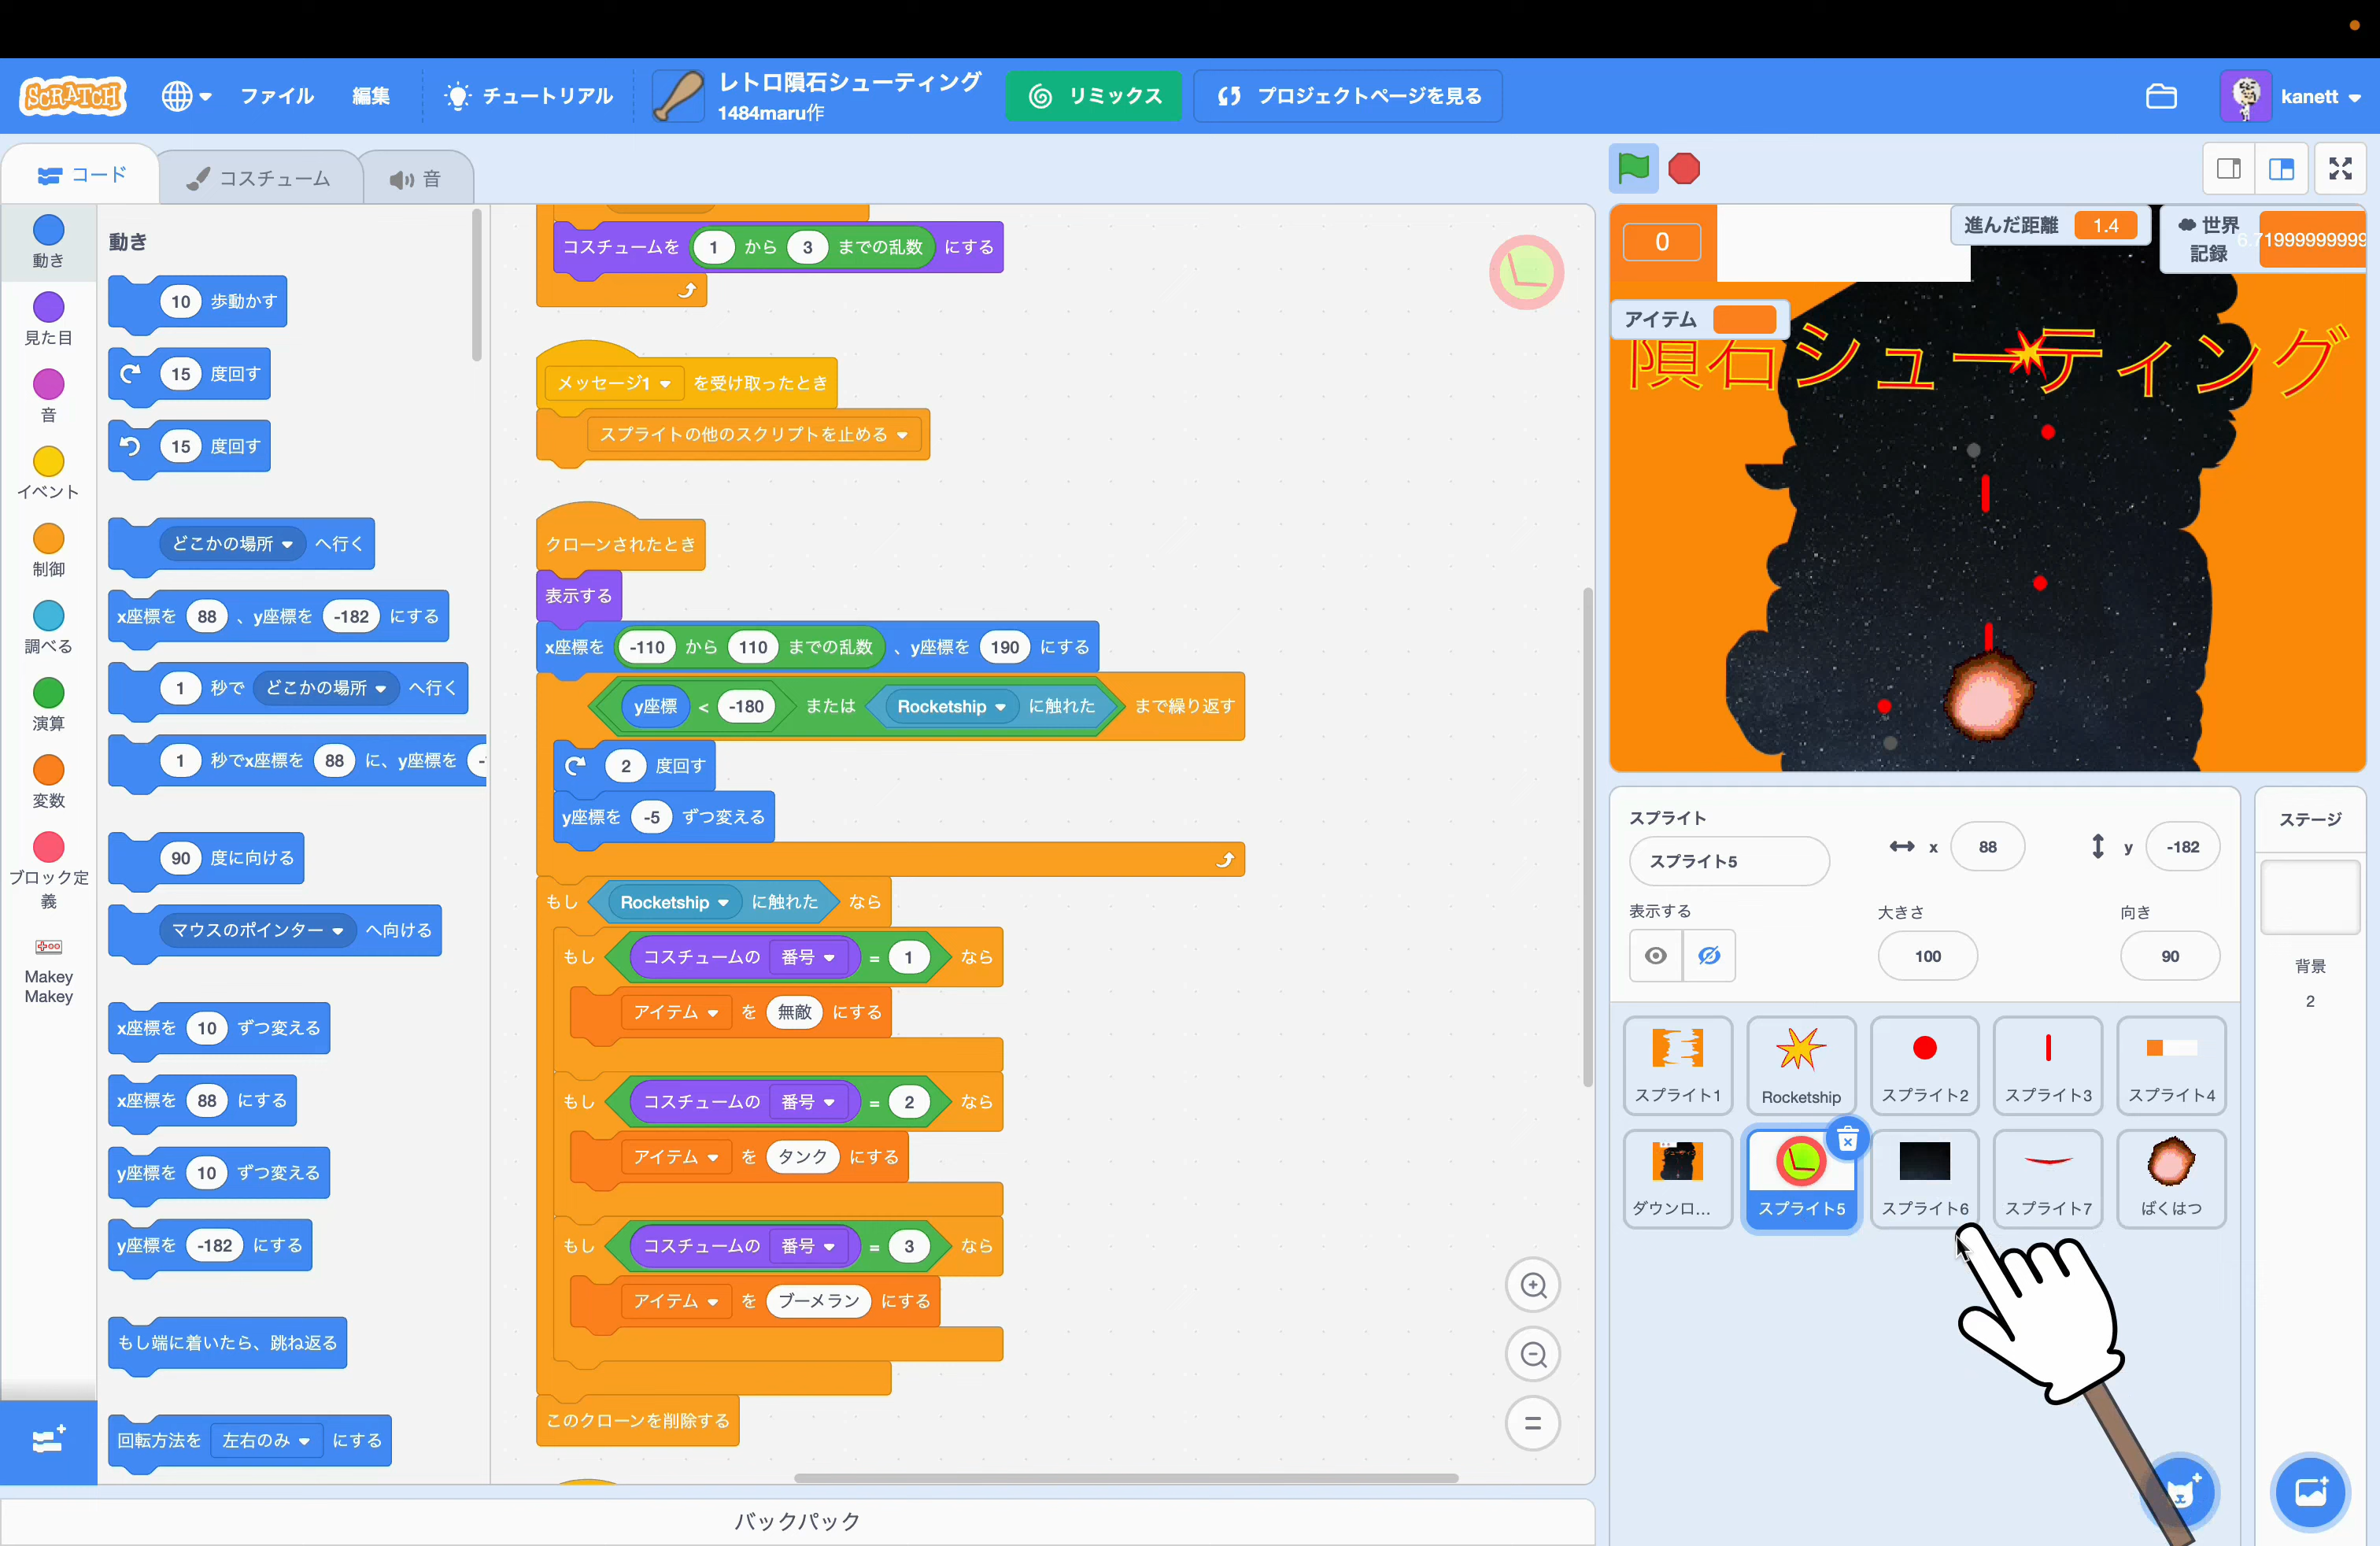 SCRATCH
ファイル
編集
チュートリアル
レトロ隕石シューティング
1484maru作
リミックス
プロジェクトページを見る
kanett
コード
コスチューム
音
動き
見た目
音
イベント
制御
調べる
演算
変数
ブロック定
義
Makey
Makey
動き
10 歩動かす
15 度回す
15 度回す
どこかの場所 へ行く
x座標を 88 、y座標を -182 にする
1 秒で どこかの場所 へ行く
1 秒でx座標を 88 に、y座標を
90 度に向ける
マウスのポインター へ向ける
x座標を 10 ずつ変える
x座標を 88 にする
y座標を 10 ずつ変える
y座標を -182 にする
もし端に着いたら、跳ね返る
回転方法を 左右のみ にする
コスチュームを 1 から 3 までの乱数 にする
メッセージ1 を受け取ったとき
スプライトの他のスクリプトを止める
クローンされたとき
表示する
x座標を -110 から 110 までの乱数 、y座標を 190 にする
y座標 < -180 または Rocketship に触れた まで繰り返す
2 度回す
y座標を -5 ずつ変える
もし Rocketship に触れた なら
もし コスチュームの 番号 = 1 なら
アイテム を 無敵 にする
もし コスチュームの 番号 = 2 なら
アイテム を タンク にする
もし コスチュームの 番号 = 3 なら
アイテム を ブーメラン にする
このクローンを削除する
バックパック
0
進んだ距離 1.4
世界
記録
6.71999999999
アイテム
隕石シューティング
スプライト
スプライト5
x 88
y -182
表示する
大きさ
100
向き
90
スプライト1
Rocketship
スプライト2
スプライト3
スプライト4
ダウンロ...
スプライト5
スプライト6
スプライト7
ばくはつ
ステージ
背景
2